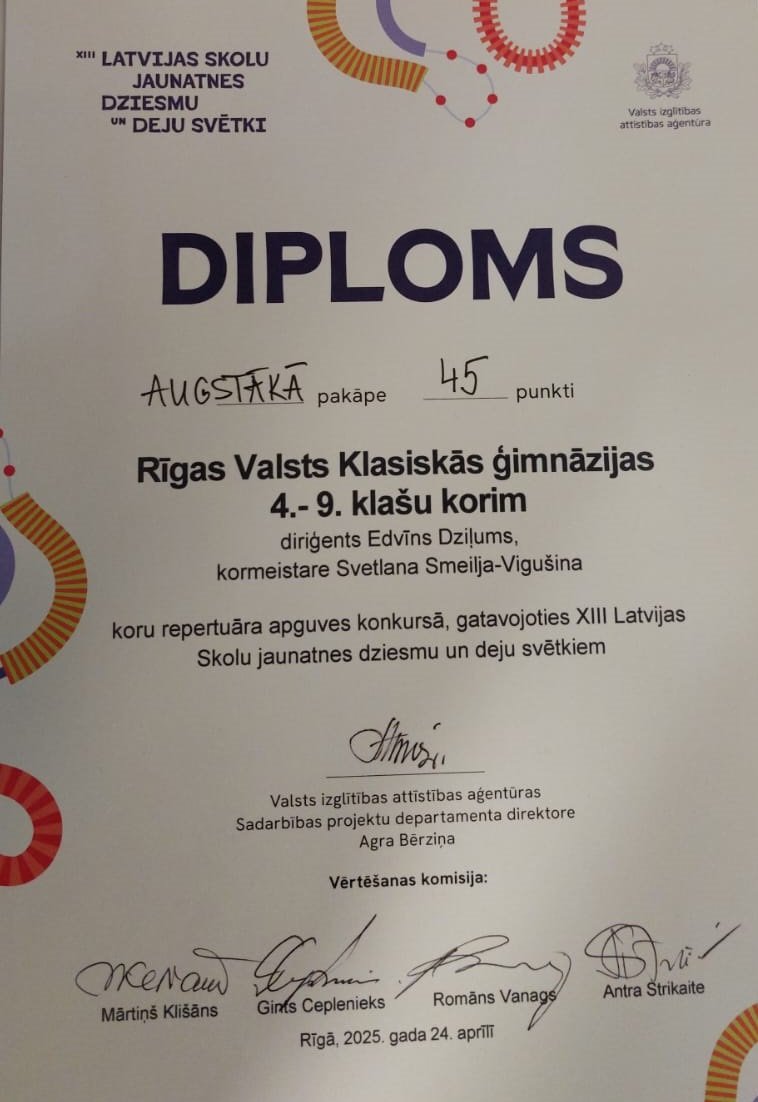 XIII LATVIJAS SKOLU
JAUNATNES
DZIESMU
UN DEJU SVĒTKI
Valsts izglītības
attīstības aģentūra
DIPLOMS
AUGSTĀKĀ pakāpe 45 punkti
Rīgas Valsts Klasiskās ģimnāzijas
4.- 9. klašu korim
diriģents Edvīns Dziļums,
kormeistare Svetlana Smeilja-Vigušina
koru repertuāra apguves konkursā, gatavojoties XIII Latvijas
Skolu jaunatnes dziesmu un deju svētkiem
Valsts izglītības attīstības aģentūras
Sadarbības projektu departamenta direktore
Agra Bērziņa
Vērtēšanas komisija:
Mārtiņš Klišāns Gints Ceplenieks Romāns Vanags Antra Strikaite
Rīgā, 2025. gada 24. aprīlī